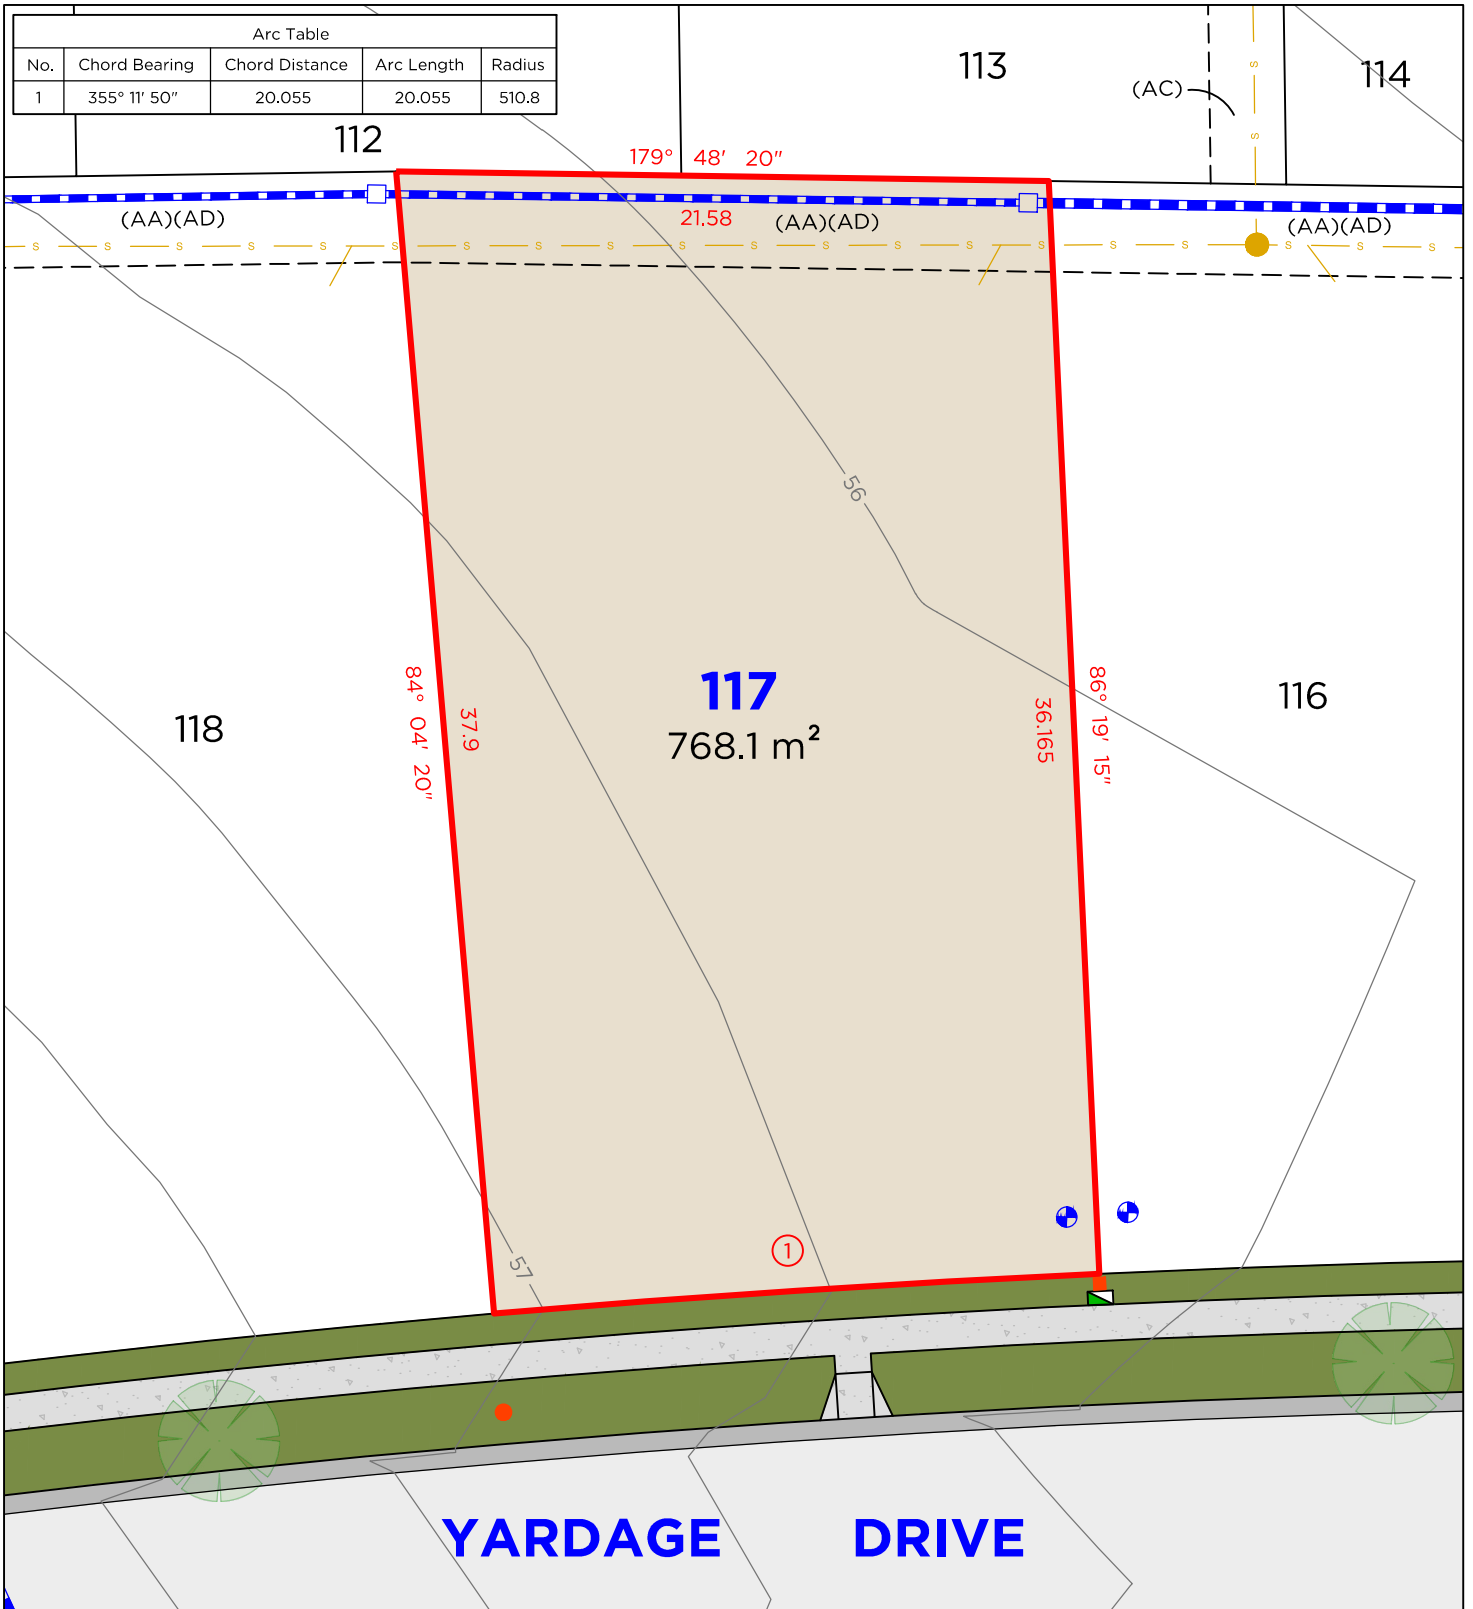 Arc Table
No. Chord Bearing Chord Distance Arc Length Radius
1 355° 11' 50" 20.055 20.055 510.8
113
114
(AC)
112
179° 48' 20"
21.58
(AA)(AD)
(AA)(AD)
(AA)(AD)
s s s s s s s s s s s s s s s s s s s s
s
s
56
84° 04' 20"
37.9
117
768.1 m²
36.165
86° 19' 15"
116
118
1
57
YARDAGE DRIVE